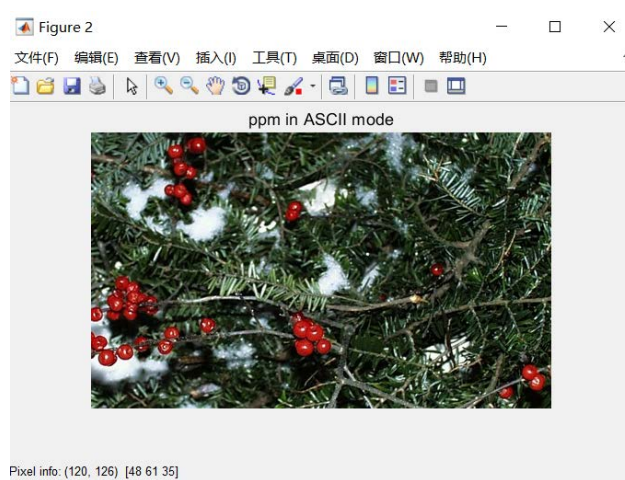 Figure 2
文件(F) 编辑(E) 查看(V) 插入(I) 工具(T) 桌面(D) 窗口(W) 帮助(H)
ppm in ASCII mode
Pixel info: (120, 126) [48 61 35]